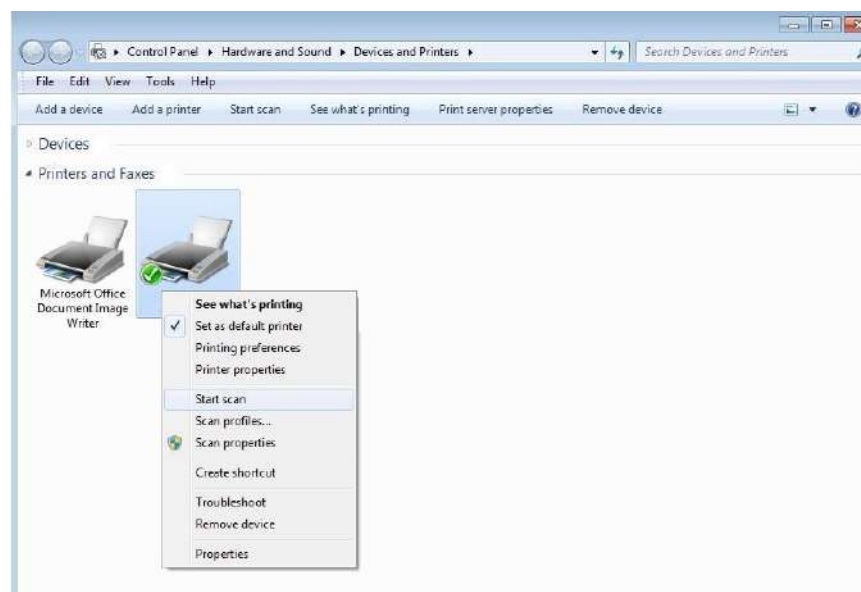 Control Panel ▸ Hardware and Sound ▸ Devices and Printers ▸
Search Devices and Printers
File Edit View Tools Help
Add a device Add a printer Start scan See what's printing Print server properties Remove device
Devices
Printers and Faxes
Microsoft Office
Document Image
Writer
See what's printing
Set as default printer
Printing preferences
Printer properties
Start scan
Scan profiles...
Scan properties
Create shortcut
Troubleshoot
Remove device
Properties